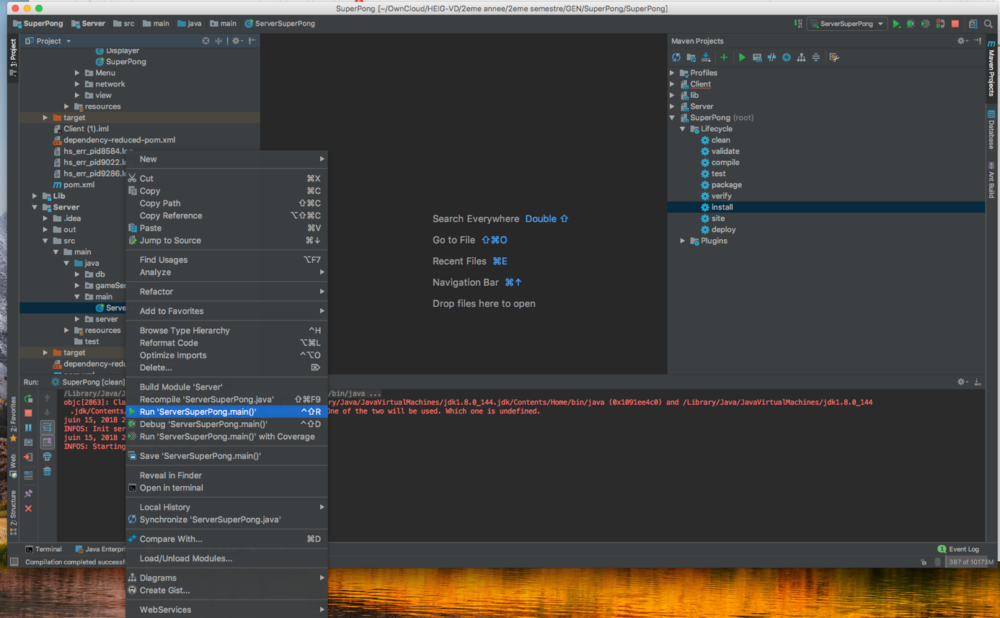 SuperPong [~/OwnCloud/HEIG-VD/2eme annee/2eme semestre/GEN/SuperPong/SuperPong]
SuperPong Server src main java main ServerSuperPong
ServerSuperPong
1: Project
Project
Displayer
SuperPong
Menu
network
view
resources
target
Client (1).iml
dependency-reduced-pom.xml
hs_err_pid8584.log
hs_err_pid9022.lo
hs_err_pid9286.lo
pom.xml
Lib
Server
.idea
out
src
main
java
db
gameSer
main
Serve
server
resources
test
target
dependency-redu
pom.xml
New
Cut ⌘X
Copy ⌘C
Copy Path ⇧⌘C
Copy Reference ⌥⇧⌘C
Paste ⌘V
Jump to Source ⌘↓
Find Usages ⌥F7
Analyze
Refactor
Add to Favorites
Browse Type Hierarchy ^H
Reformat Code ⌥⌘L
Optimize Imports ^⌥O
Delete... ⌦
Build Module 'Server'
Recompile 'ServerSuperPong.java' ⇧⌘F9
Run 'ServerSuperPong.main()' ^⇧R
Debug 'ServerSuperPong.main()' ^⇧D
Run 'ServerSuperPong.main()' with Coverage
Save 'ServerSuperPong.main()'
Reveal in Finder
Open in terminal
Local History
Synchronize 'ServerSuperPong.java'
Compare With... ⌘D
Load/Unload Modules...
Diagrams
Create Gist...
WebServices
Search Everywhere Double ⇧
Go to File ⇧⌘O
Recent Files ⌘E
Navigation Bar ⌘↑
Drop files here to open
Maven Projects
Profiles
Client
lib
Server
SuperPong (root)
Lifecycle
clean
validate
compile
test
package
verify
install
site
deploy
Plugins
Maven Projects
Database
Ant Build
Run: SuperPong [clean]
/Library/Java/J /bin/java ...
objc[2863]: Cla rary/Java/JavaVirtualMachines/jdk1.8.0_144.jdk/Contents/Home/bin/java (0x1091ee4c0) and /Library/Java/JavaVirtualMachines/jdk1.8.0_144
.jdk/Contents/ One of the two will be used. Which one is undefined.
juin 15, 2018 2
INFOS: Init ser
juin 15, 2018 2
INFOS: Starting
2: Favorites
Web
Z: Structure
Terminal Java Enterpri
1 Event Log
Compilation completed successf
387 of 10173M